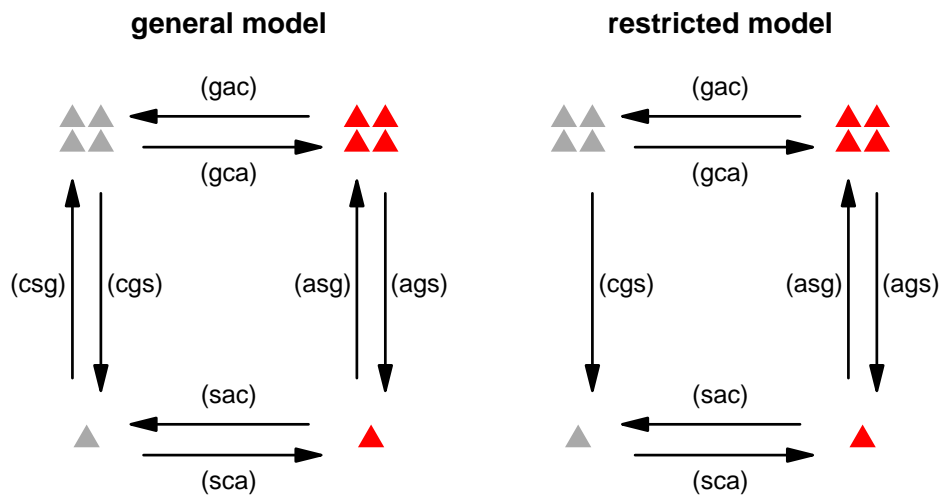 general model
restricted model
(gac)
(gac)
(gca)
(gca)
(csg)
(cgs)
(asg)
(ags)
(cgs)
(asg)
(ags)
(sac)
(sac)
(sca)
(sca)